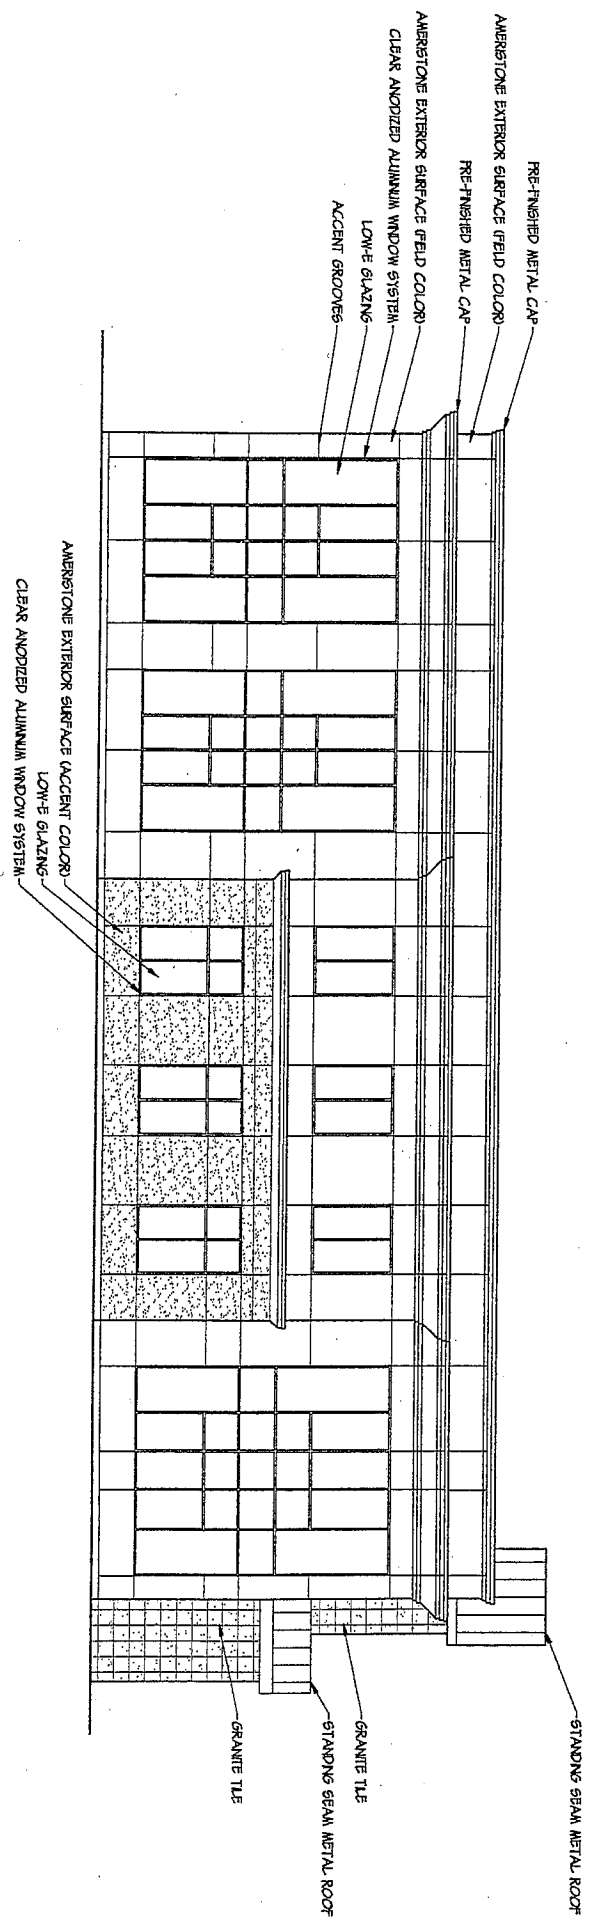 PRE-FINISHED METAL CAP
AMERISTONE EXTERIOR SURFACE (FIELD COLOR)
PRE-FINISHED METAL CAP
AMERISTONE EXTERIOR SURFACE (FIELD COLOR)
CLEAR ANODIZED ALUMINUM WINDOW SYSTEM
LOW-E GLAZING
ACCENT GROOVES
AMERISTONE EXTERIOR SURFACE (ACCENT COLOR)
LOW-E GLAZING
CLEAR ANODIZED ALUMINUM WINDOW SYSTEM
STANDING SEAM METAL ROOF
GRANITE TILE
STANDING SEAM METAL ROOF
GRANITE TILE